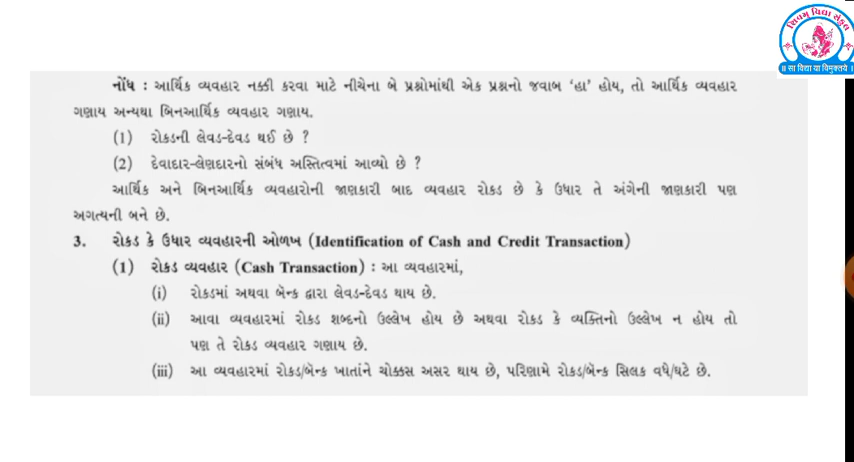 શિવમ્ વિદ્યા સંકુલ
॥ सा विद्या या विमुक्तये ॥
નોંધ : આર્થિક વ્યવહાર નક્કી કરવા માટે નીચેના બે પ્રશ્નોમાંથી એક પ્રશ્નનો જવાબ ‘હા’ હોય, તો આર્થિક વ્યવહાર
ગણાય અન્યથા બિનઆર્થિક વ્યવહાર ગણાય.
(1) રોકડની લેવડ-દેવડ થઈ છે ?
(2) દેવાદાર-લેણદારનો સંબંધ અસ્તિત્વમાં આવ્યો છે ?
આર્થિક અને બિનઆર્થિક વ્યવહારોની જાણકારી બાદ વ્યવહાર રોકડ છે કે ઉધાર તે અંગેની જાણકારી પણ
અગત્યની બને છે.
3. રોકડ કે ઉધાર વ્યવહારની ઓળખ (Identification of Cash and Credit Transaction)
(1) રોકડ વ્યવહાર (Cash Transaction) : આ વ્યવહારમાં,
(i) રોકડમાં અથવા બૅન્ક દ્વારા લેવડ-દેવડ થાય છે.
(ii) આવા વ્યવહારમાં રોકડ શબ્દનો ઉલ્લેખ હોય છે અથવા રોકડ કે વ્યક્તિનો ઉલ્લેખ ન હોય તો
પણ તે રોકડ વ્યવહાર ગણાય છે.
(iii) આ વ્યવહારમાં રોકડ/બૅન્ક ખાતાંને ચોક્કસ અસર થાય છે, પરિણામે રોકડ/બૅન્ક સિલક વધે/ઘટે છે.